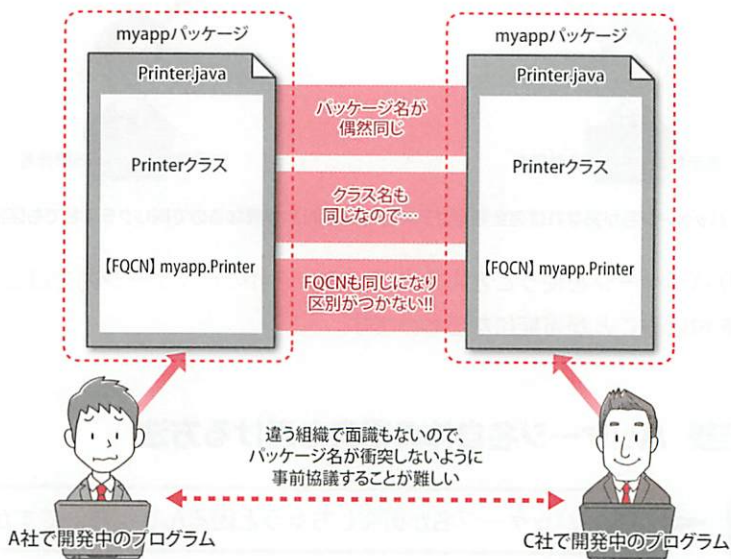 myappパッケージ
Printer.java
Printerクラス
【FQCN】myapp.Printer
パッケージ名が
偶然同じ
クラス名も
同じなので…
FQCNも同じになり
区別がつかない!!
myappパッケージ
Printer.java
Printerクラス
【FQCN】myapp.Printer
違う組織で面識もないので、
パッケージ名が衝突しないように
事前協議することが難しい
A社で開発中のプログラム
C社で開発中のプログラム